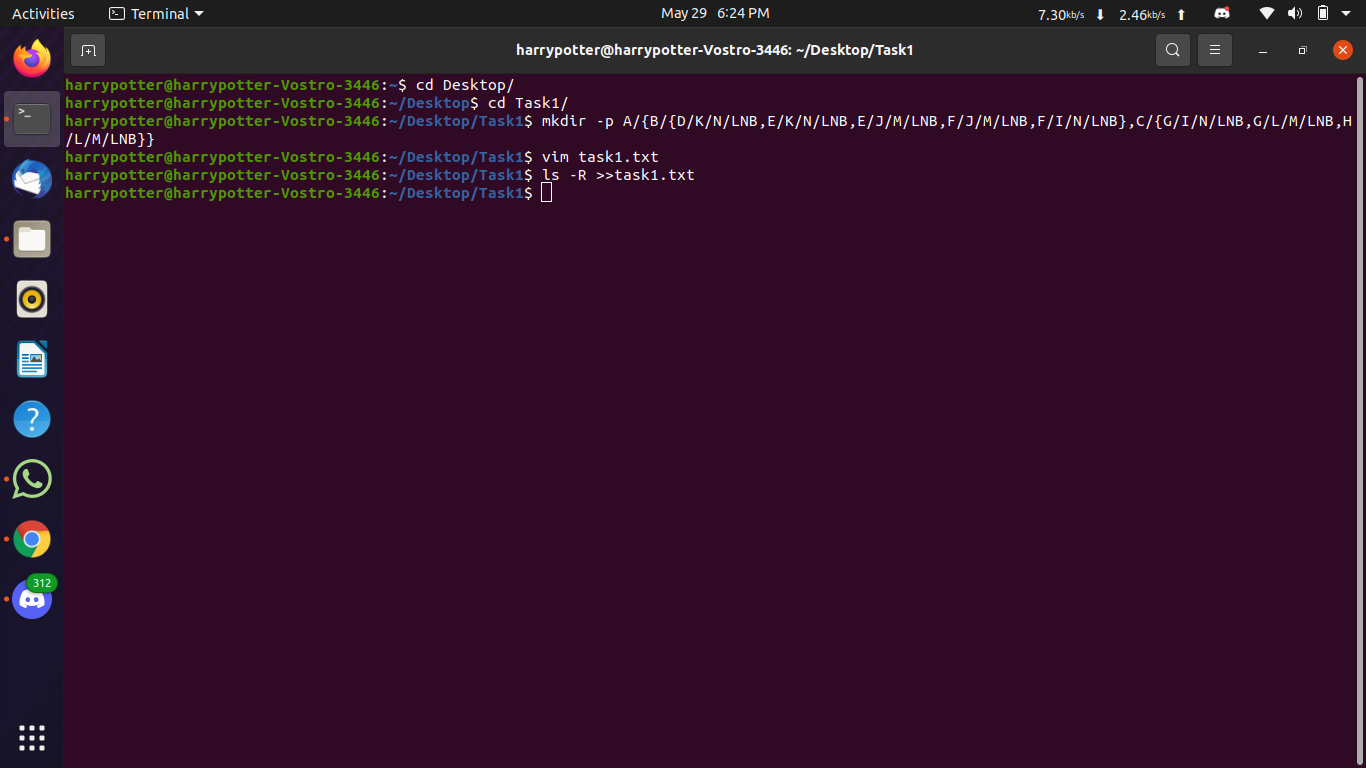 Activities Terminal May 29 6:24 PM 7.30kb/s ⬇ 2.46kb/s ⬆
harrypotter@harrypotter-Vostro-3446: ~/Desktop/Task1
harrypotter@harrypotter-Vostro-3446:~$ cd Desktop/
harrypotter@harrypotter-Vostro-3446:~/Desktop$ cd Task1/
harrypotter@harrypotter-Vostro-3446:~/Desktop/Task1$ mkdir -p A/{B/{D/K/N/LNB,E/K/N/LNB,E/J/M/LNB,F/J/M/LNB,F/I/N/LNB},C/{G/I/N/LNB,G/L/M/LNB,H
/L/M/LNB}}
harrypotter@harrypotter-Vostro-3446:~/Desktop/Task1$ vim task1.txt
harrypotter@harrypotter-Vostro-3446:~/Desktop/Task1$ ls -R >>task1.txt
harrypotter@harrypotter-Vostro-3446:~/Desktop/Task1$
>_
?
312